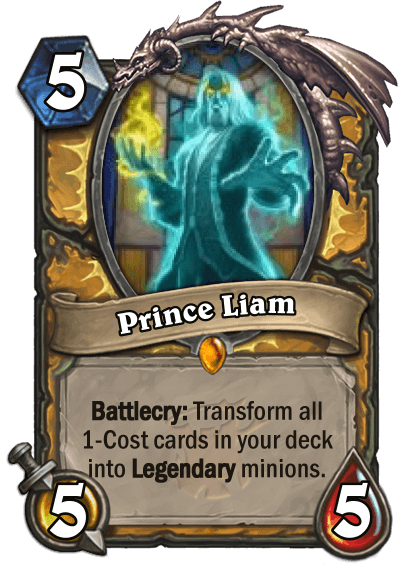 5
Prince Liam
Battlecry: Transform all
1-Cost cards in your deck
into Legendary minions.
5
5